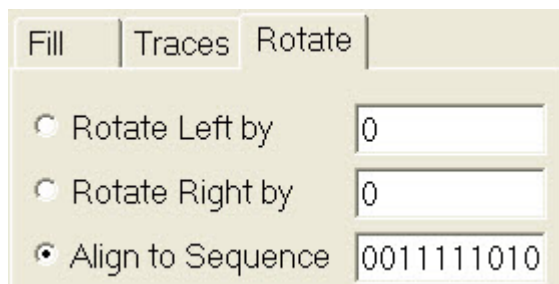 Fill Traces Rotate
Rotate Left by 0
Rotate Right by 0
Align to Sequence 0011111010